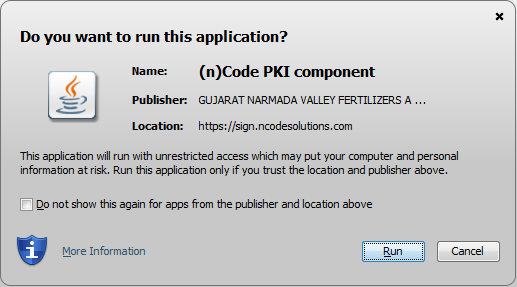 Do you want to run this application?
Name: (n)Code PKI component
Publisher: GUJARAT NARMADA VALLEY FERTILIZERS A ...
Location: https://sign.ncodesolutions.com
This application will run with unrestricted access which may put your computer and personal
information at risk. Run this application only if you trust the location and publisher above.
Do not show this again for apps from the publisher and location above
More Information
Run
Cancel